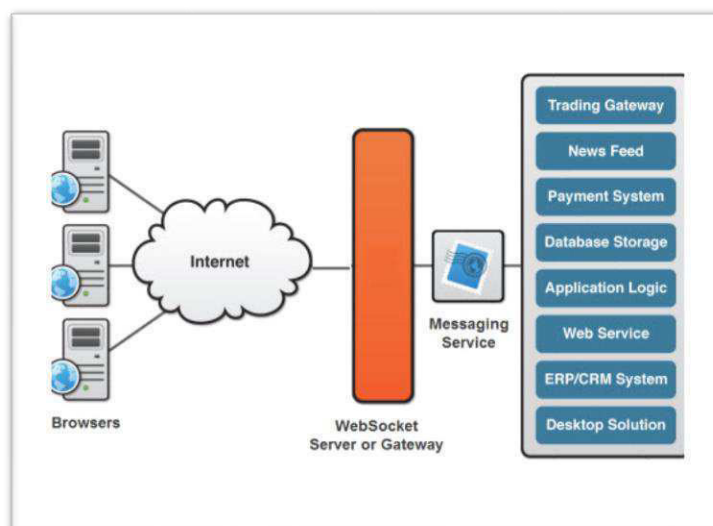 Browsers
Internet
WebSocket
Server or Gateway
Messaging
Service
Trading Gateway
News Feed
Payment System
Database Storage
Application Logic
Web Service
ERP/CRM System
Desktop Solution